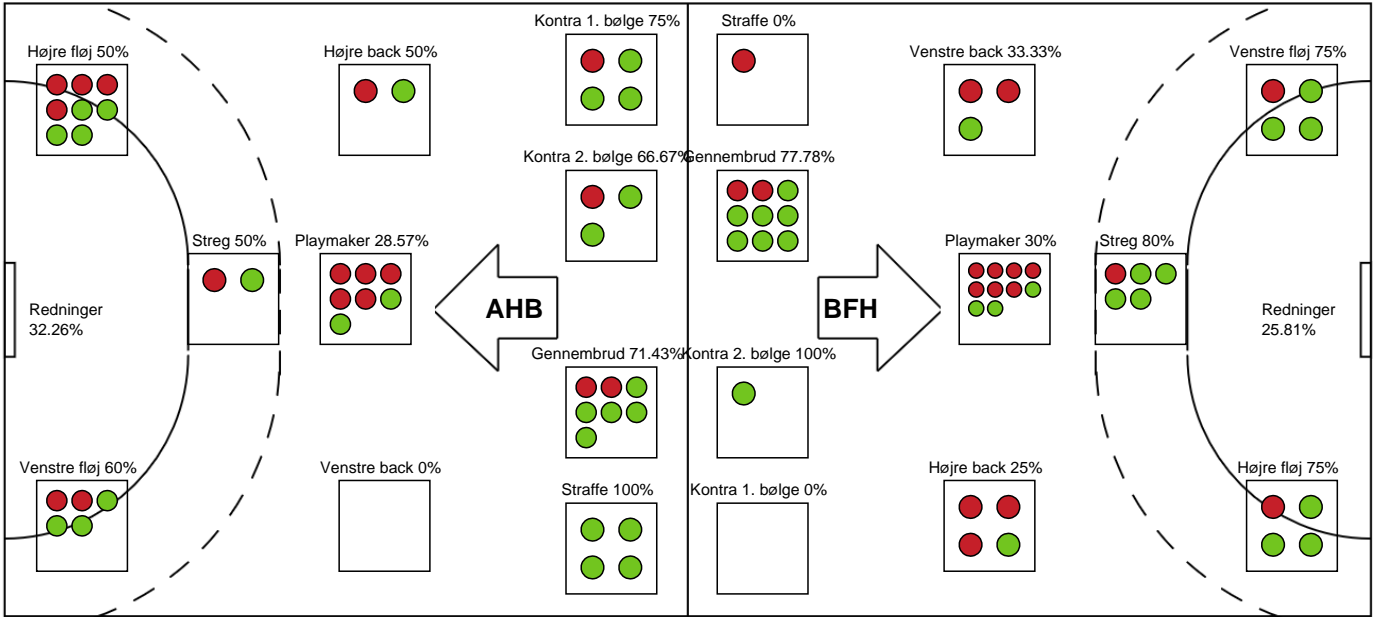 Kontra 1. bølge 75%
Straffe 0%
Højre fløj 50%
Højre back 50%
Venstre back 33.33%
Venstre fløj 75%
Kontra 2. bølge 66.67%
Gennembrud 77.78%
Streg 50%
Playmaker 28.57%
Playmaker 30%
Streg 80%
AHB
BFH
Redninger
32.26%
Redninger
25.81%
Gennembrud 71.43%
Kontra 2. bølge 100%
Venstre fløj 60%
Venstre back 0%
Straffe 100%
Kontra 1. bølge 0%
Højre back 25%
Højre fløj 75%